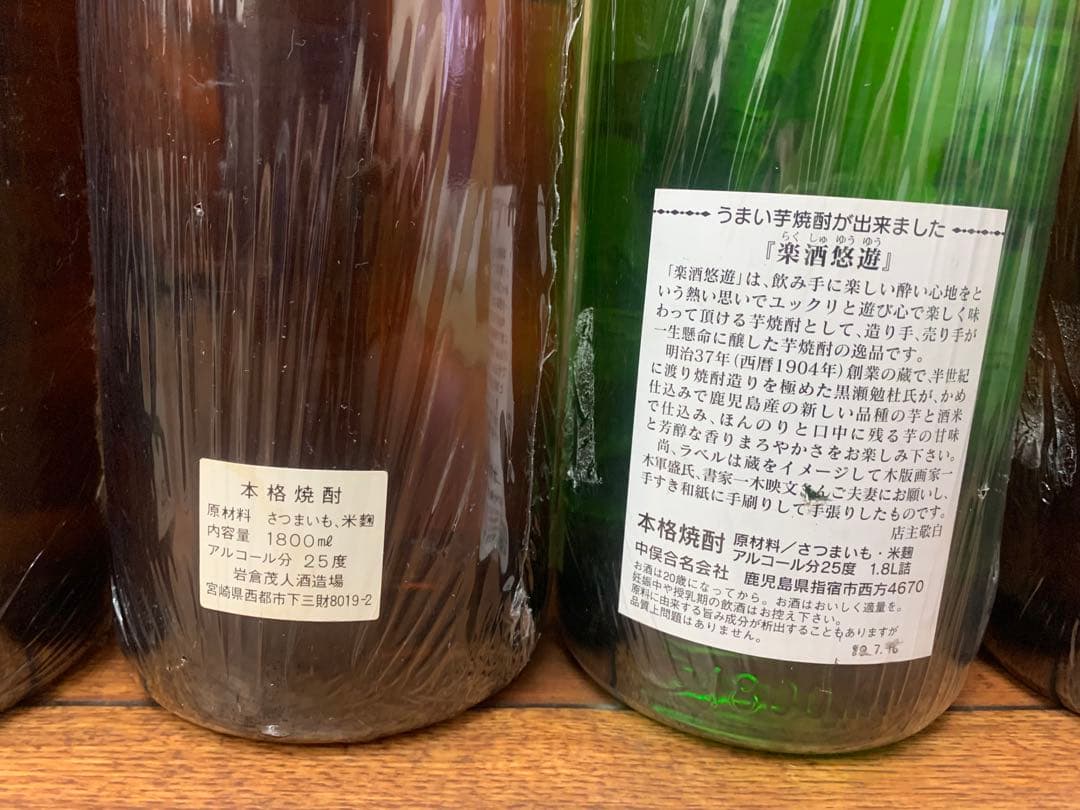 本格焼酎
原材料 さつまいも、米麹
内容量 1800ml
アルコール分 25度
岩倉茂人酒造場
宮崎県西都市下三財8019-2
うまい芋焼酎が出来ました
らく しゅ ゆう ゆう
『楽酒悠遊』
「楽酒悠遊」は、飲み手に楽しい酔い心地をと
いう熱い思いでユックリと遊び心で楽しく味
わって頂ける芋焼酎として、造り手、売り手が
一生懸命に醸した芋焼酎の逸品です。
明治37年(西暦1904年)創業の蔵で、半世紀
に渡り焼酎造りを極めた黒瀬勉杜氏が、かめ
仕込みで鹿児島産の新しい品種の芋と酒米
で仕込み、ほんのりと口中に残る芋の甘味
と芳醇な香りまろやかさをお楽しみ下さい。
尚、ラベルは蔵をイメージして木版画家一
木軍盛氏、書家一木映文さんご夫妻にお願いし、
手すき和紙に手刷りして手張りしたものです。
店主敬白
本格焼酎 原材料/さつまいも・米麹
アルコール分25度 1.8L詰
中俣合名会社 鹿児島県指宿市西方4670
お酒は20歳になってから。お酒はおいしく適量を。
妊娠中や授乳期の飲酒はお控え下さい。
原料に由来する旨み成分が析出することもありますが
品質上問題はありません。
7.16